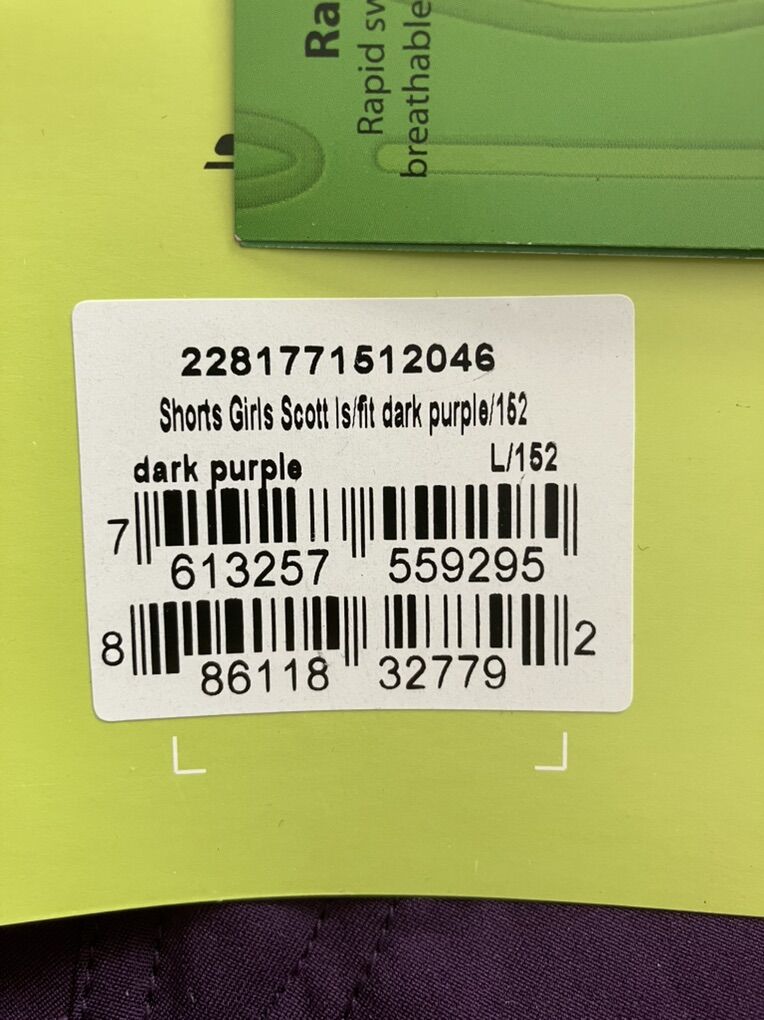 Ra
Rapid sw
breathable
2281771512046
Shorts Girls Scott ls/fit dark purple/152
dark purple L/152
7 613257 559295
8 86118 32779 2